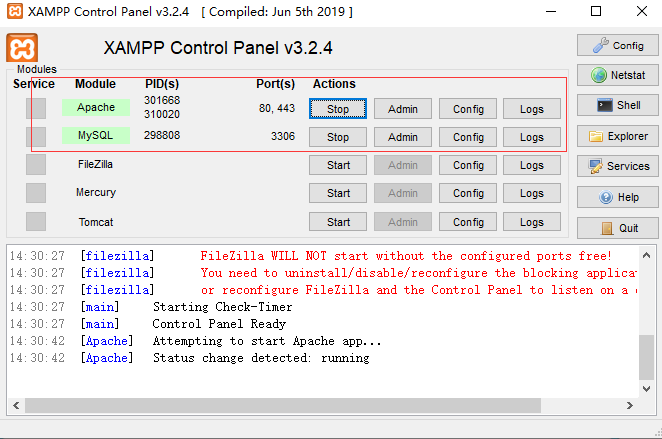 XAMPP Control Panel v3.2.4 [ Compiled: Jun 5th 2019 ]
XAMPP Control Panel v3.2.4
Config
Modules
Service Module PID(s) Port(s) Actions
Netstat
Apache 301668 310020 80, 443 Stop Admin Config Logs
Shell
MySQL 298808 3306 Stop Admin Config Logs
Explorer
FileZilla Start Admin Config Logs
Services
Mercury Start Admin Config Logs
Help
Tomcat Start Admin Config Logs
Quit
14:30:27 [filezilla] FileZilla WILL NOT start without the configured ports free!
14:30:27 [filezilla] You need to uninstall/disable/reconfigure the blocking
14:30:27 [filezilla] or reconfigure FileZilla and the Control Panel to listen on a
14:30:27 [main] Starting Check-Timer
14:30:27 [main] Control Panel Ready
14:30:42 [Apache] Attempting to start Apache app...
14:30:42 [Apache] Status change detected: running